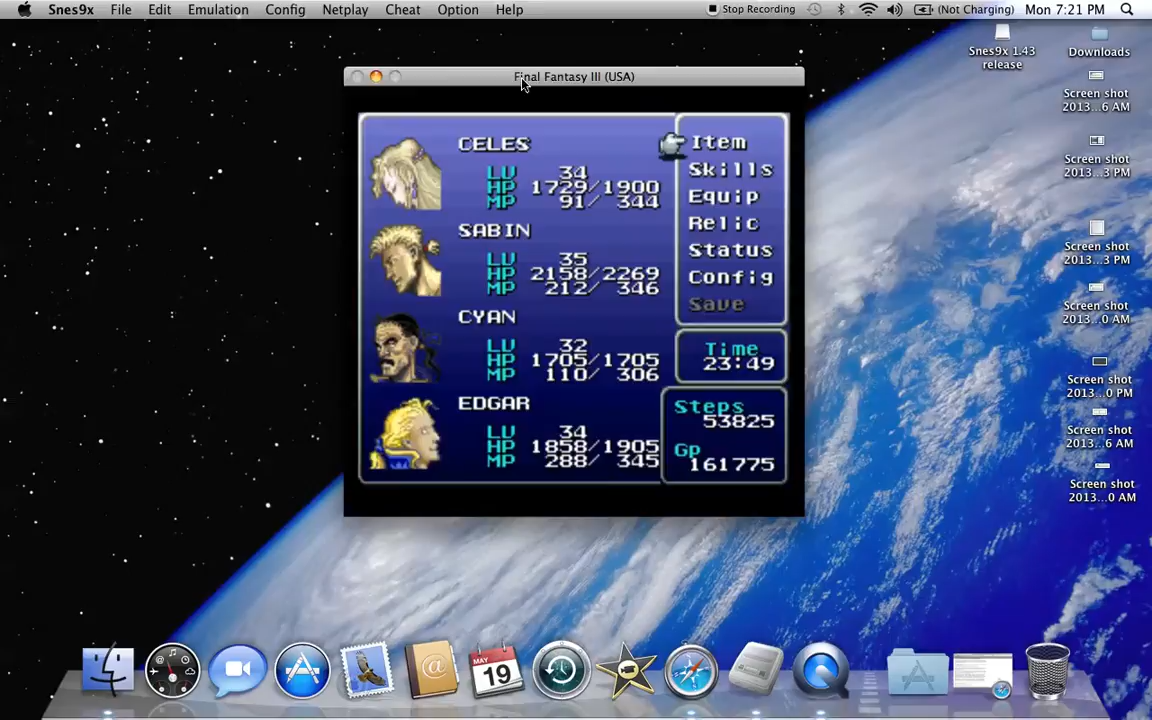 Snes9x File Edit Emulation Config Netplay Cheat Option Help Stop Recording (Not Charging) Mon 7:21 PM
Snes9x 1.43
release
Downloads
Screen shot
2013...6 AM
Screen shot
2013...3 PM
Screen shot
2013...3 PM
Screen shot
2013...0 AM
Screen shot
2013...0 PM
Screen shot
2013...6 AM
Screen shot
2013...0 AM
Final Fantasy III (USA)
CELES
LV 34
HP 1729/1900
MP 91/ 344
SABIN
LV 35
HP 2158/2269
MP 212/ 346
CYAN
LV 32
HP 1705/1705
MP 110/ 306
EDGAR
LV 34
HP 1858/1905
MP 288/ 345
Item
Skills
Equip
Relic
Status
Config
Save
Time
23:49
Steps
53825
Gp
161775
MAY
19